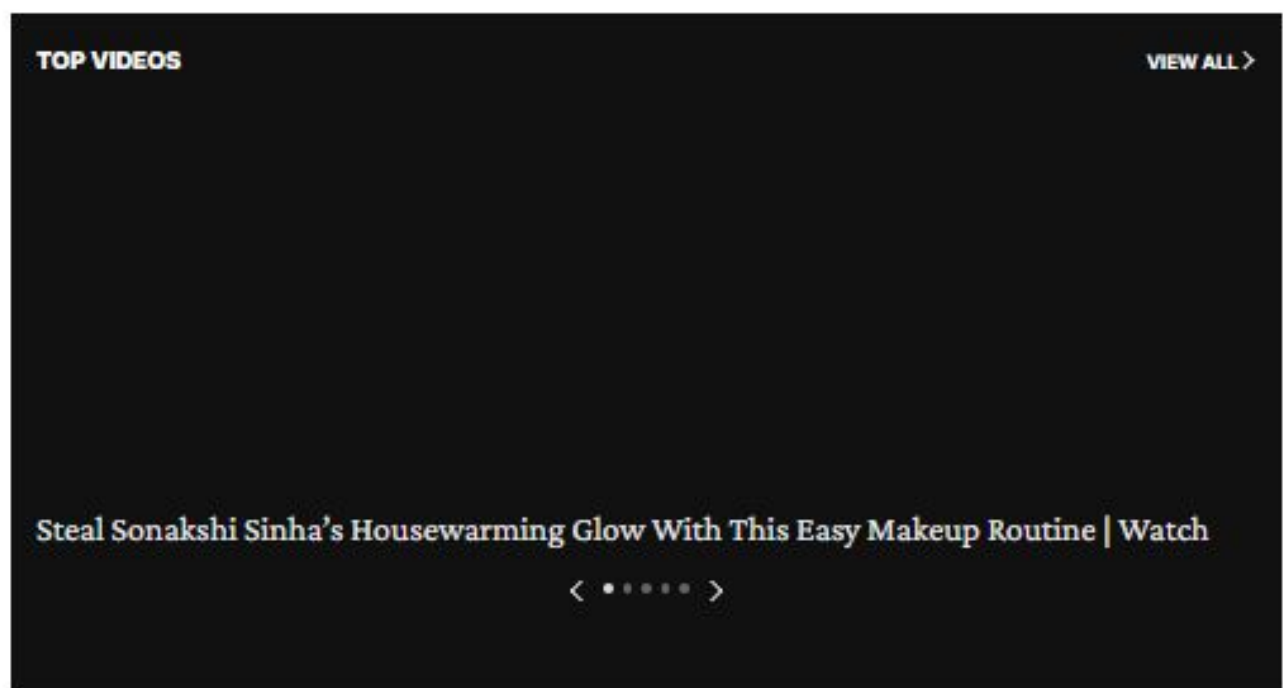 TOP VIDEOS
VIEW ALL >
Steal Sonakshi Sinha’s Housewarming Glow With This Easy Makeup Routine | Watch